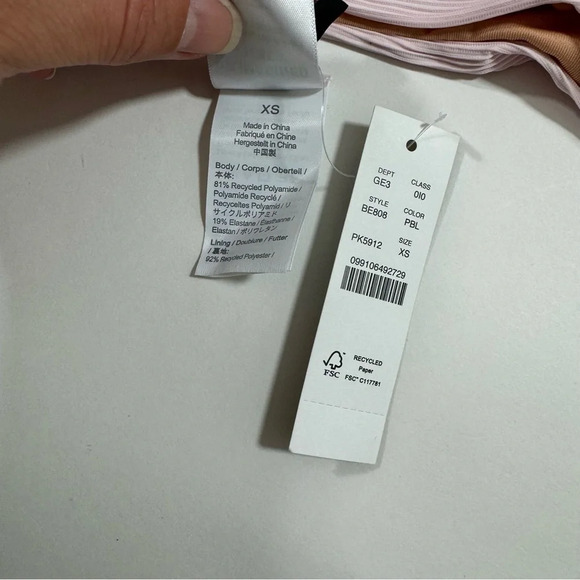 XS
Made in China
Fabriqué en Chine
Hergestellt in China
中国製
Body / Corps / Oberteil /
本体:
81% Recycled Polyamide /
Polyamide Recyclé /
Recyceltes Polyamid / リ
サイクルポリアミド
19% Elastane / Elasthanne /
Elastan / ポリウレタン
Lining / Doublure / Futter
/ 裏地:
92% Recycled Polyester /
DEPT CLASS
GE3 0I0
STYLE COLOR
BE808 PBL
SIZE
PK5912 XS
099106492729
FSC
RECYCLED
Paper
FSC™ C117781